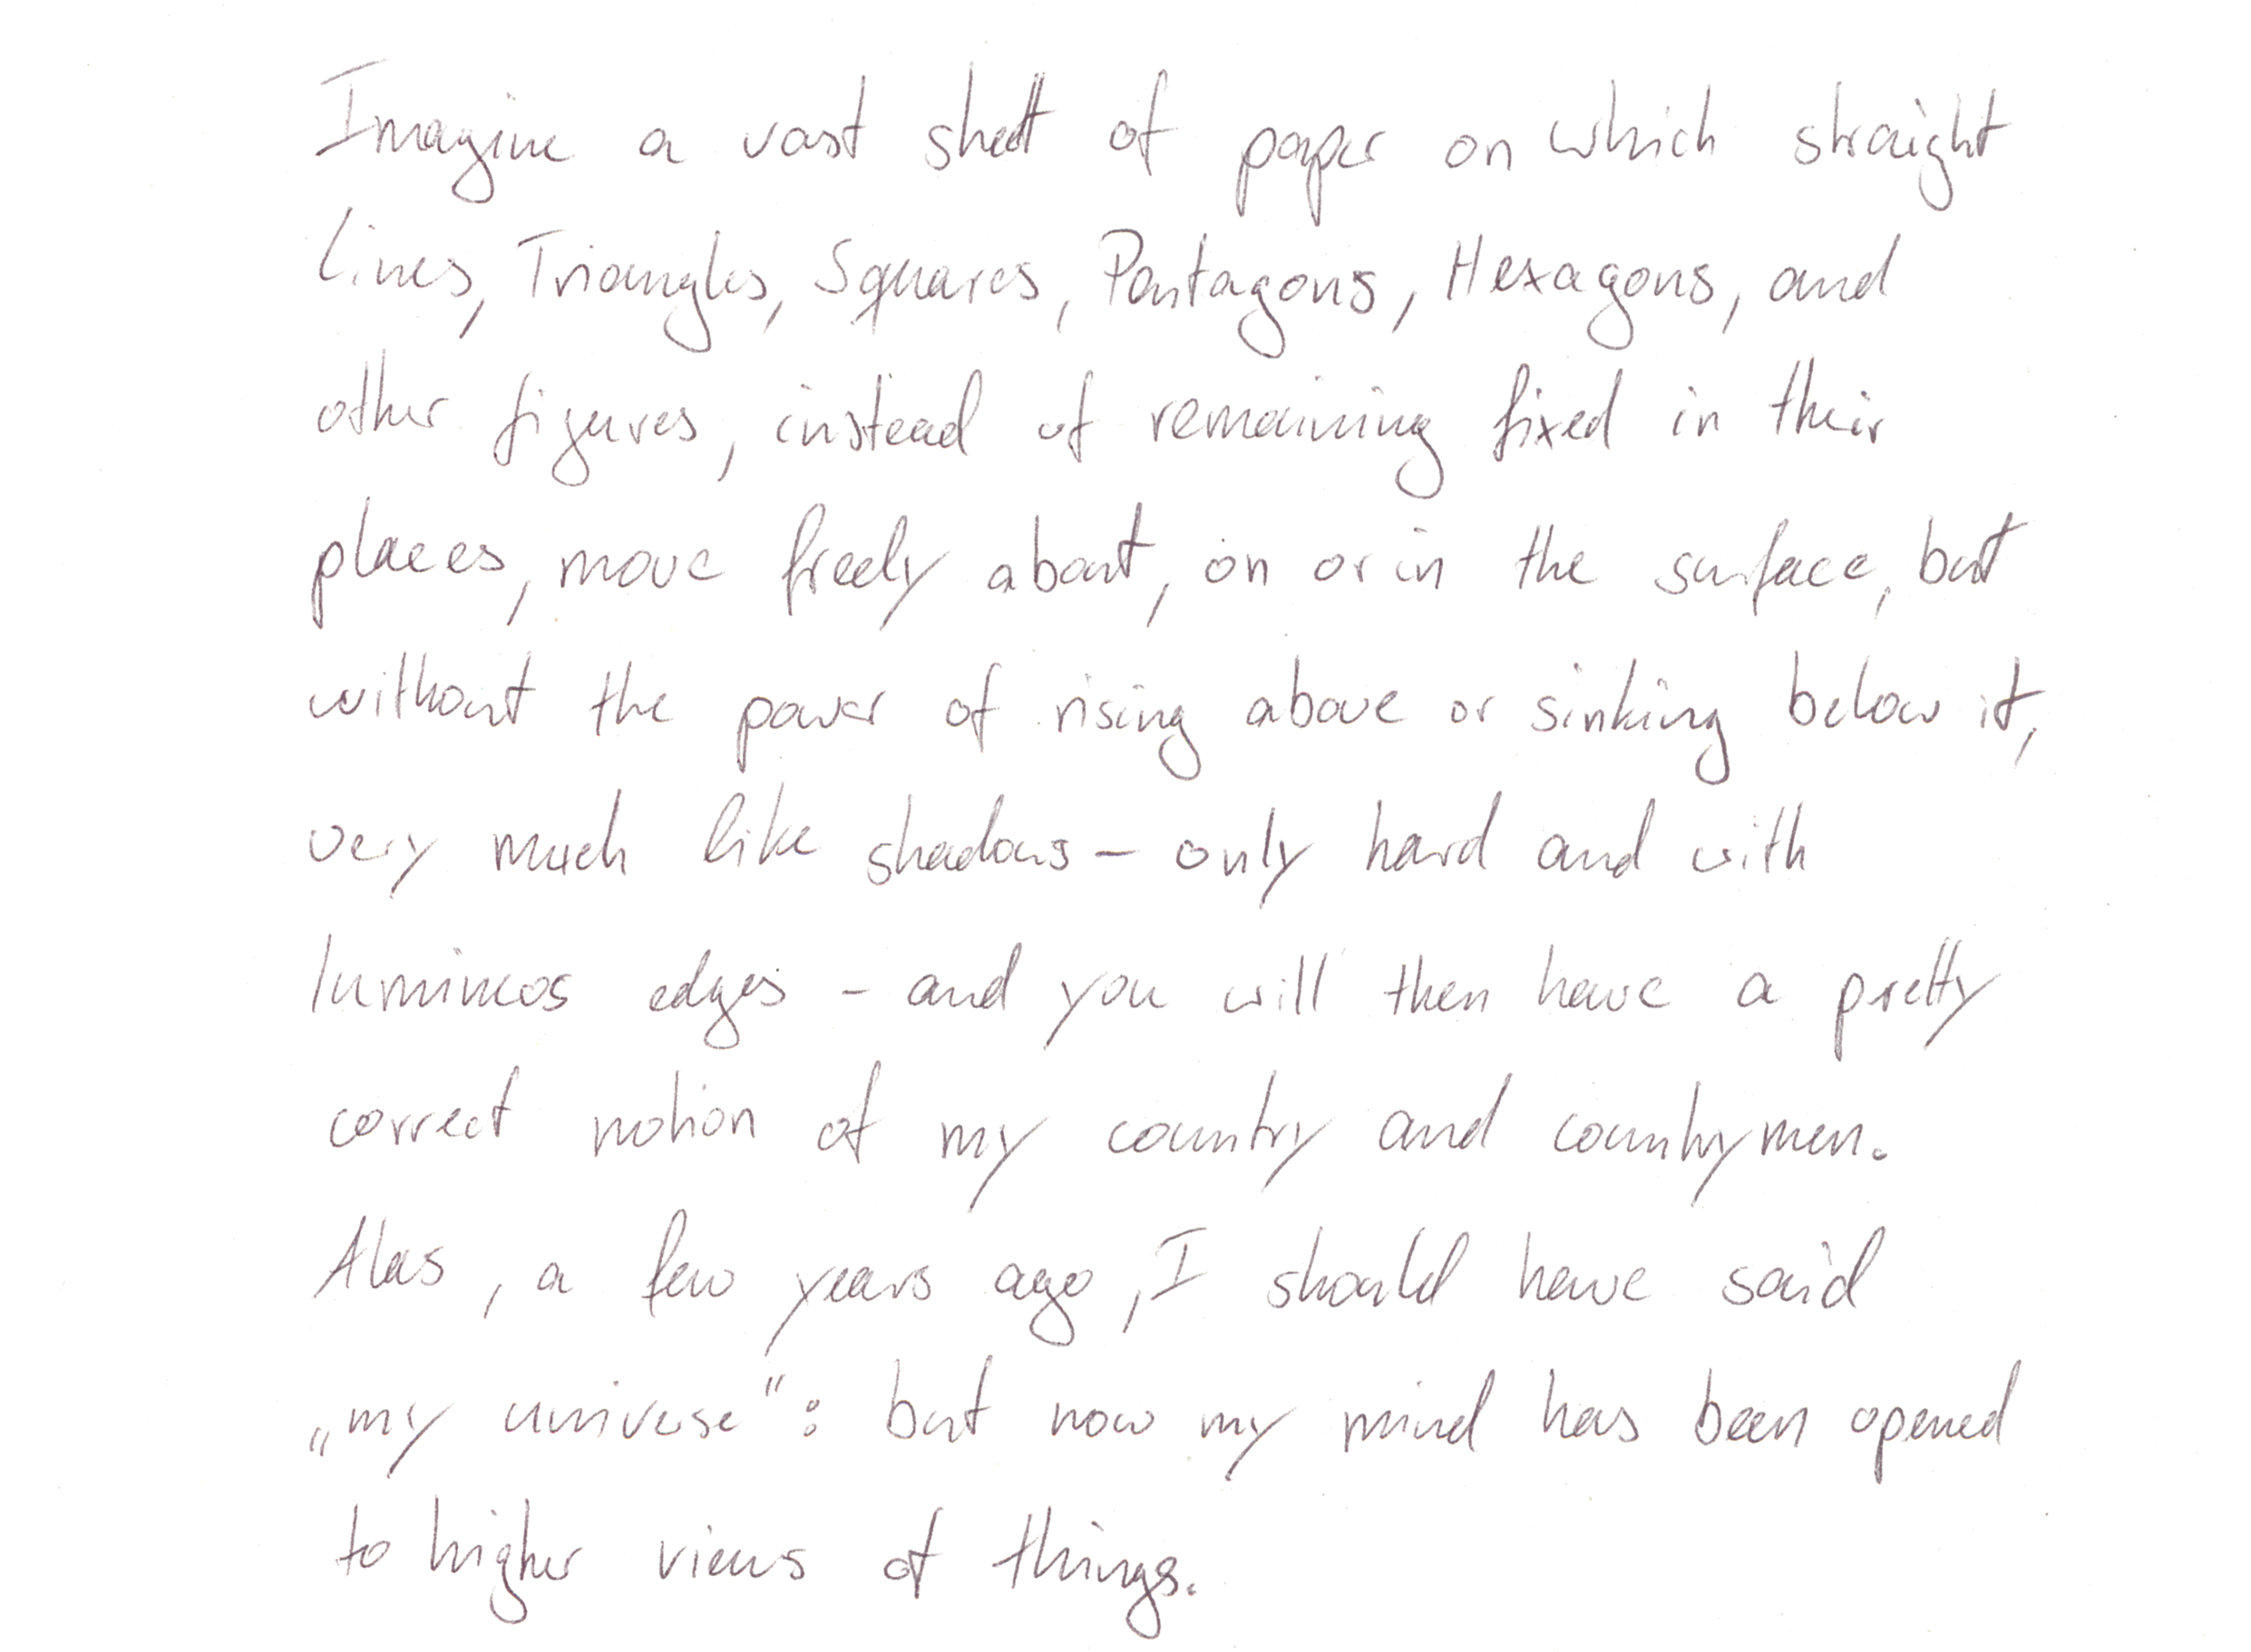 Imagine a vast sheet of paper on which straight
Lines, Triangles, Squares, Pentagons, Hexagons, and
other figures, instead of remaining fixed in their
places, move freely about, on or in the surface, but
without the power of rising above or sinking below it,
very much like shadows – only hard and with
luminous edges – and you will then have a pretty
correct notion of my country and countrymen.
Alas, a few years ago, I should have said
„my universe“: but now my mind has been opened
to higher views of things.